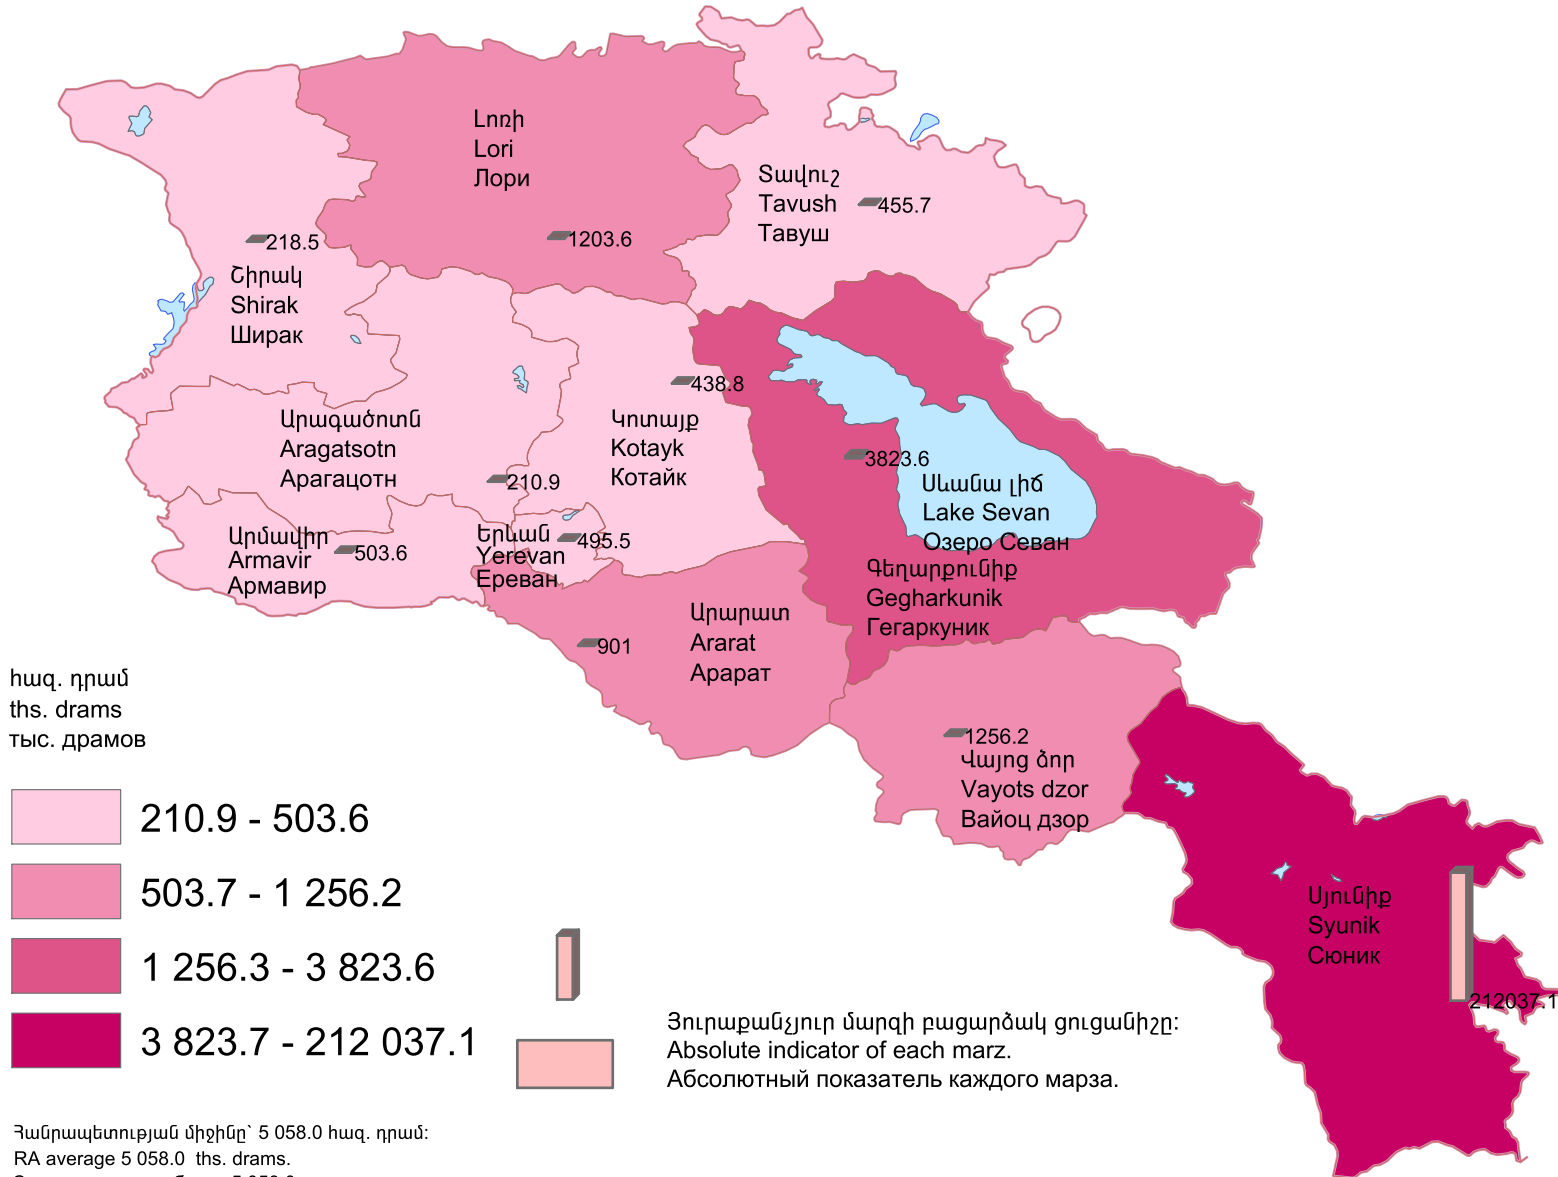 Լոռի
Lori
Лори
Տավուշ
Tavush
Тавуш
455.7
1203.6
218.5
Շիրակ
Shirak
Ширак
438.8
Արագածոտն
Aragatsotn
Арагацотн
210.9
Կոտայք
Kotayk
Котайк
3823.6
Սևանա լիճ
Lake Sevan
Озеро Севан
Արմավիր
Armavir
Армавир
503.6
Երևան
Yerevan
Ереван
495.5
Գեղարքունիք
Gegharkunik
Гегаркуник
Արարատ
Ararat
Арарат
901
1256.2
Վայոց ձոր
Vayots dzor
Вайоц дзор
Սյունիք
Syunik
Сюник
212037.1
հազ. դրամ
ths. drams
тыс. драмов
210.9 - 503.6
503.7 - 1 256.2
1 256.3 - 3 823.6
3 823.7 - 212 037.1
Յուրաքանչյուր մարզի բացարձակ ցուցանիշը:
Absolute indicator of each marz.
Абсолютный показатель каждого марза.
Հանրապետության միջինը` 5 058.0 հազ. դրամ:
RA average 5 058.0 ths. drams.